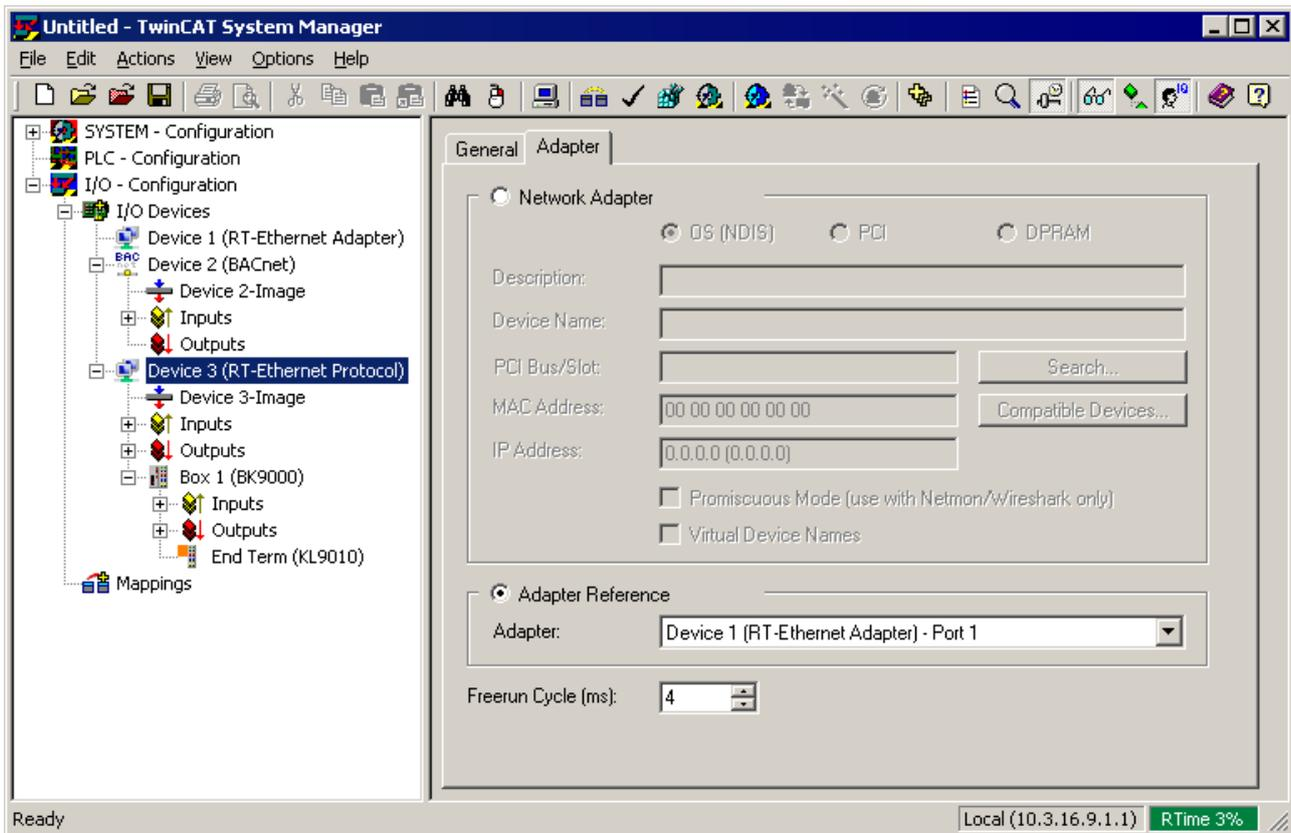 Untitled - TwinCAT System Manager
File Edit Actions View Options Help
SYSTEM - Configuration
PLC - Configuration
I/O - Configuration
I/O Devices
Device 1 (RT-Ethernet Adapter)
BAC net Device 2 (BACnet)
Device 2-Image
Inputs
Outputs
Device 3 (RT-Ethernet Protocol)
Device 3-Image
Inputs
Outputs
Box 1 (BK9000)
Inputs
Outputs
End Term (KL9010)
Mappings
General Adapter
Network Adapter
OS (NDIS) PCI DPRAM
Description:
Device Name:
PCI Bus/Slot: Search...
MAC Address: 00 00 00 00 00 00 Compatible Devices...
IP Address: 0.0.0.0 (0.0.0.0)
Promiscuous Mode (use with Netmon/Wireshark only)
Virtual Device Names
Adapter Reference
Adapter: Device 1 (RT-Ethernet Adapter) - Port 1
Freerun Cycle (ms): 4
Ready Local (10.3.16.9.1.1) RTime 3%